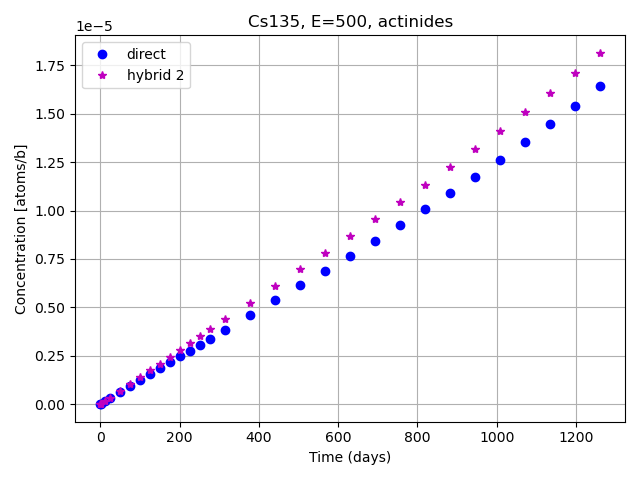 Cs135, E=500, actinides
1e−5
direct
hybrid 2
1.75
1.50
1.25
1.00
0.75
0.50
0.25
0.00
Concentration [atoms/b]
0 200 400 600 800 1000 1200
Time (days)